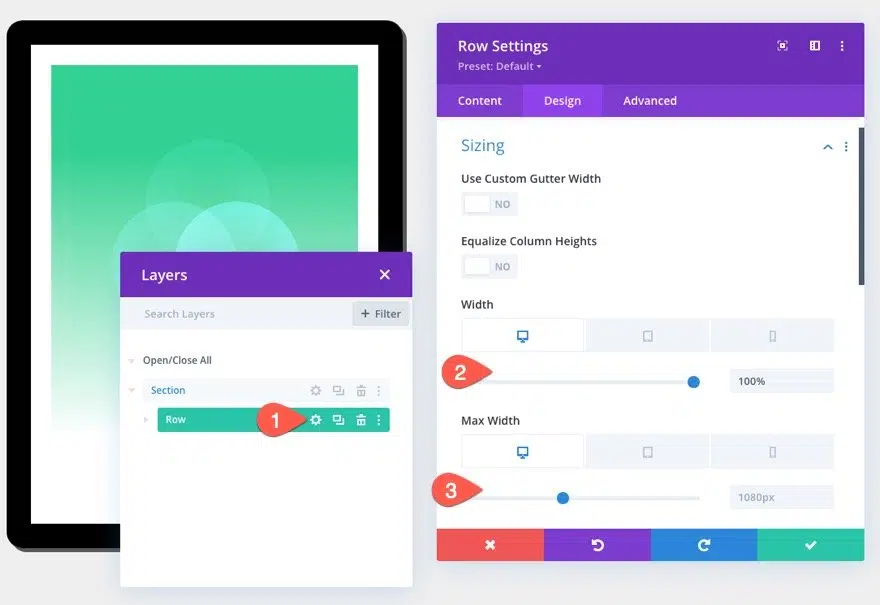 Row Settings
Preset: Default
Content Design Advanced
Sizing
Use Custom Gutter Width
NO
Equalize Column Heights
NO
Width
2
100%
Max Width
3
1080px
Layers
Search Layers
+ Filter
Open/Close All
Section
Row
1